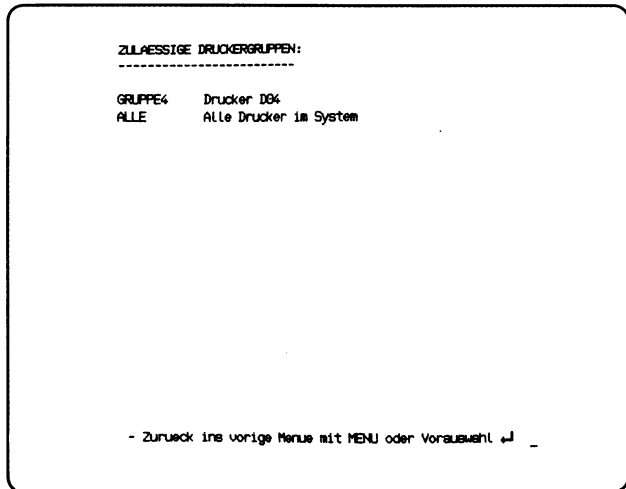 ZULAESSIGE DRUCKERGRUPPEN:
-------------------------
GRUPPE4 Drucker D04
ALLE Alle Drucker im System
- Zurueck ins vorige Menue mit MENU oder Vorauswahl ↵ _